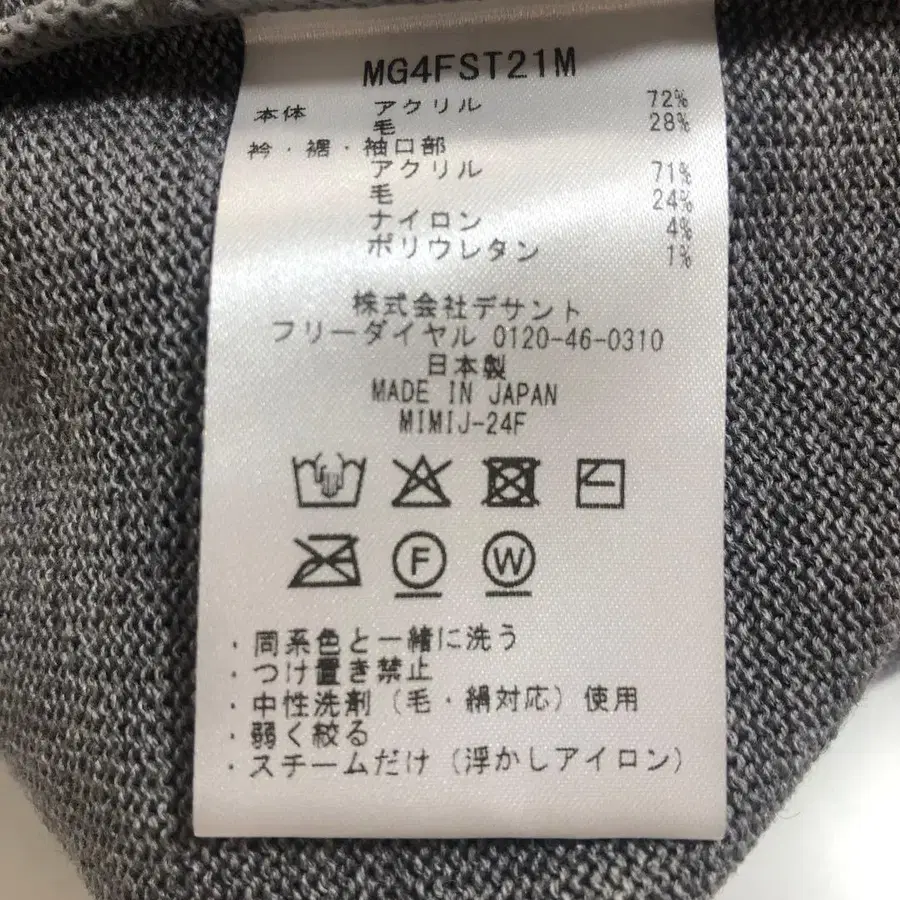 MG4FST21M
本体 アクリル 72%
毛 28%
衿・裾・袖口部
アクリル 71%
毛 24%
ナイロン 4%
ポリウレタン 1%
株式会社デサント
フリーダイヤル 0120-46-0310
日本製
MADE IN JAPAN
MIMIJ-24F
F W
・同系色と一緒に洗う
・つけ置き禁止
・中性洗剤(毛・絹対応)使用
・弱く絞る
・スチームだけ(浮かしアイロン)